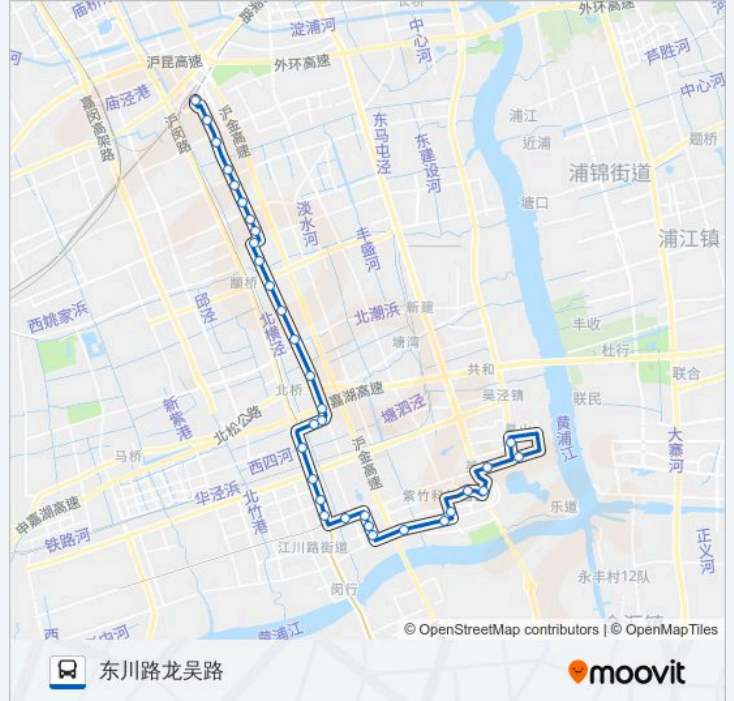 庙桥
淀浦河
中心河
外环高速
沪昆高速
外环高速
芦胜河
庙泾港
嘉闵高架路
沪闵路
沪金高速
东马屯泾
东建设河
浦江
近浦
中心河
题桥
浦锦街道
塘口
浦江镇
淡水河
丰盛河
颛桥
邱泾
西姚家浜
北横泾
北潮浜
新建
塘湾
丰收
杜行
共和
联合
北桥
嘉湖高速
吴泾镇
联民
新紫港
塘泗泾
北松公路
黄浦江
大寨河
马桥
西四河
沪金高速
华泾浜
北竹港
紫竹
申嘉湖高速
乐道
铁路河
江川路街道
正义河
永丰村12队
闵行
黄浦江
© OpenStreetMap contributors | © OpenMapTiles
东川路龙吴路
moovit